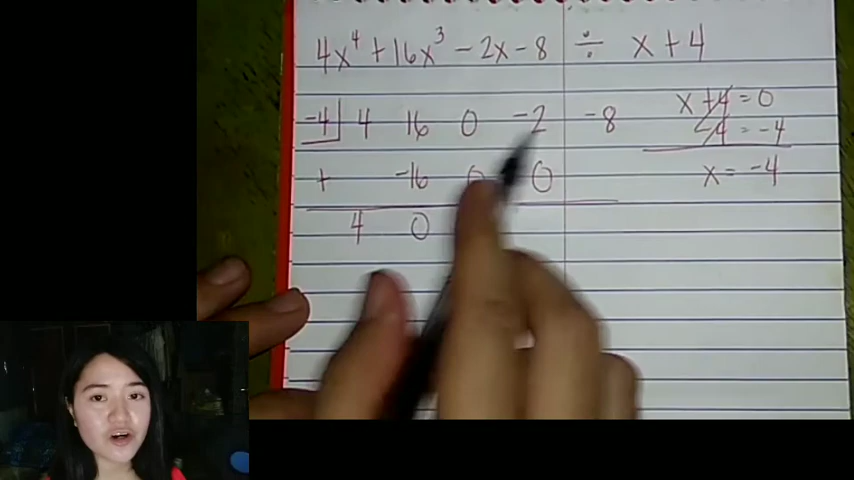 4x⁴ + 16x³ - 2x - 8 ÷ x + 4
-4 4 16 0 -2 -8
+ -16 0 0
4 0
x + 4 = 0
-4 = -4
x = -4